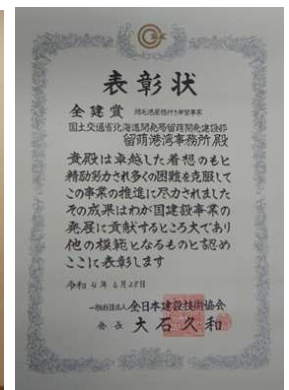 表彰状
全建賞
国土交通省北海道開発局留萌開発建設部
留萌港湾事務所 殿
貴殿は卓越した着想のもと
精励努力され多くの困難を克服して
この事業の推進に尽力されました
その成果はわが国建設事業の
発展に貢献するところ大であり
他の模範となるものと認め
ここに表彰します
令和4年6月28日
一般社団法人 全日本建設技術協会
会長 大石久和